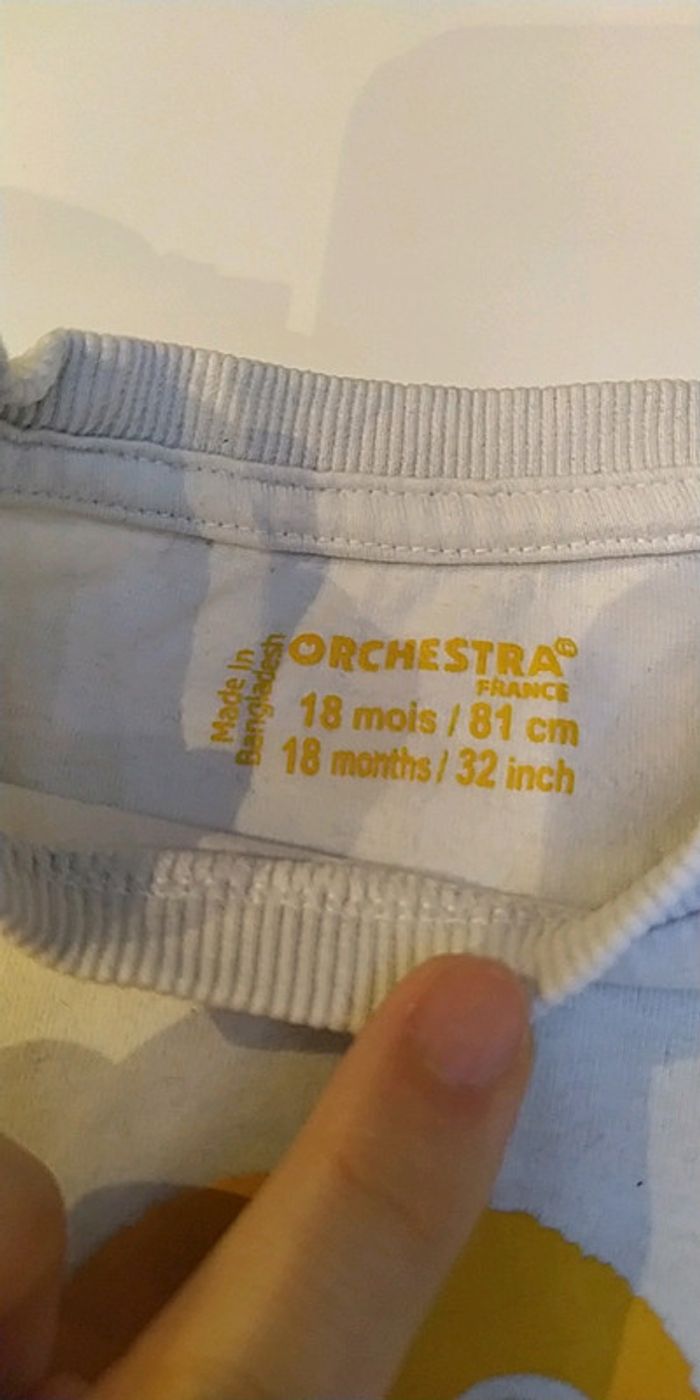 Made In
Bangladesh
ORCHESTRA®
FRANCE
18 mois / 81 cm
18 months / 32 inch